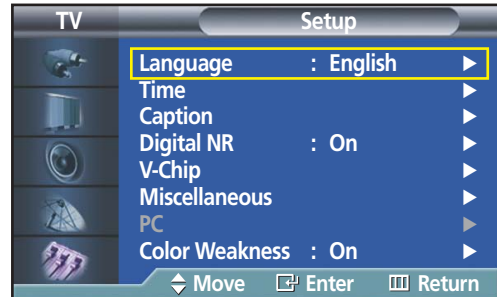 TV Setup
Language : English
Time
Caption
Digital NR : On
V-Chip
Miscellaneous
PC
Color Weakness : On
Move Enter Return